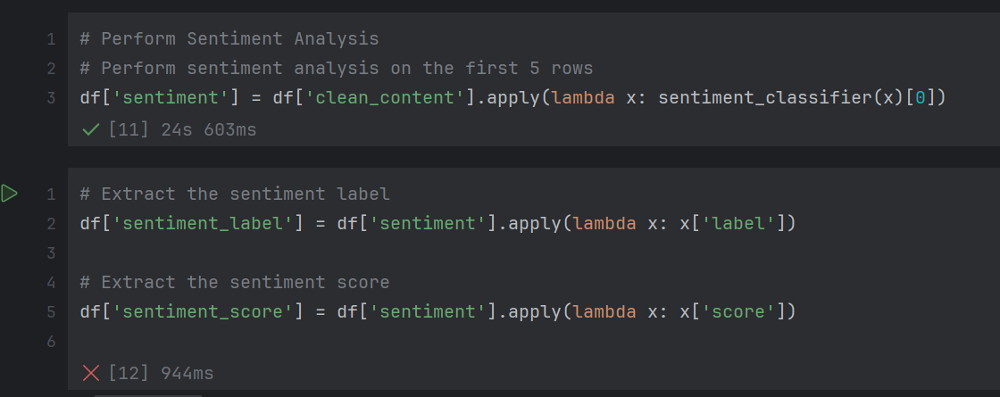 1 # Perform Sentiment Analysis
2 # Perform sentiment analysis on the first 5 rows
3 df['sentiment'] = df['clean_content'].apply(lambda x: sentiment_classifier(x)[0])
[11] 24s 603ms
1 # Extract the sentiment label
2 df['sentiment_label'] = df['sentiment'].apply(lambda x: x['label'])
3
4 # Extract the sentiment score
5 df['sentiment_score'] = df['sentiment'].apply(lambda x: x['score'])
6
[12] 944ms